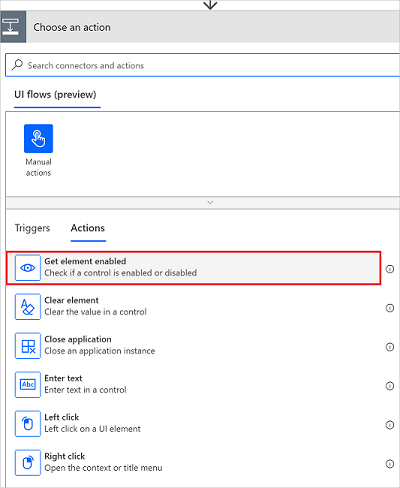 Choose an action
Search connectors and actions
UI flows (preview)
Manual
actions
Triggers
Actions
Get element enabled
Check if a control is enabled or disabled
Clear element
Clear the value in a control
Close application
Close an application instance
Abc
Enter text
Enter text in a control
Left click
Left click on a UI element
Right click
Open the context or title menu